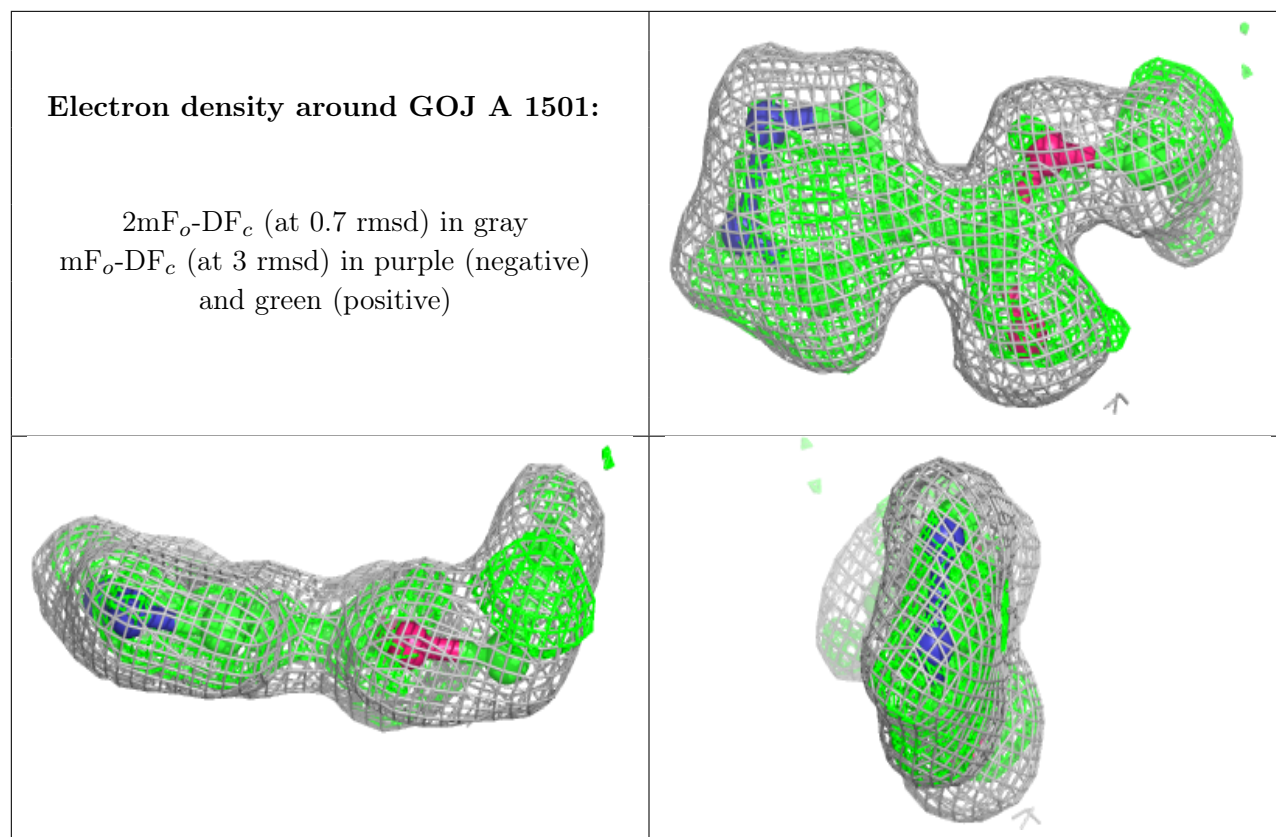 Electron density around GOJ A 1501:
2mFo-DFc (at 0.7 rmsd) in gray
mFo-DFc (at 3 rmsd) in purple (negative)
and green (positive)